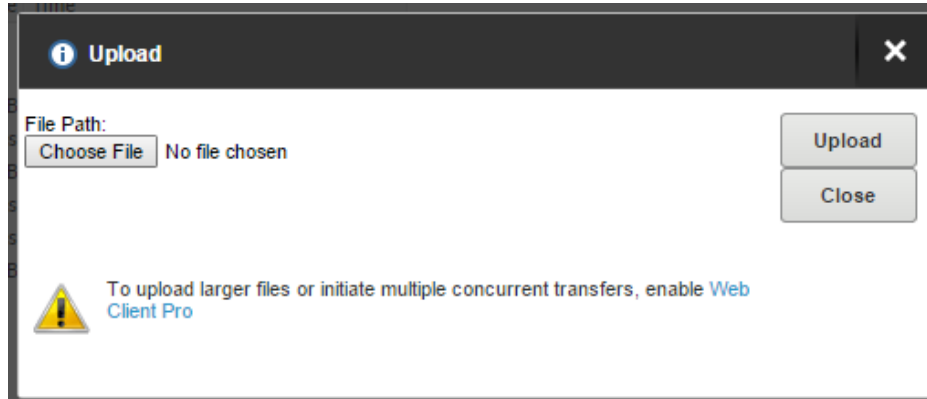 Time
Upload
File Path:
Choose File No file chosen
Upload
Close
To upload larger files or initiate multiple concurrent transfers, enable Web
Client Pro